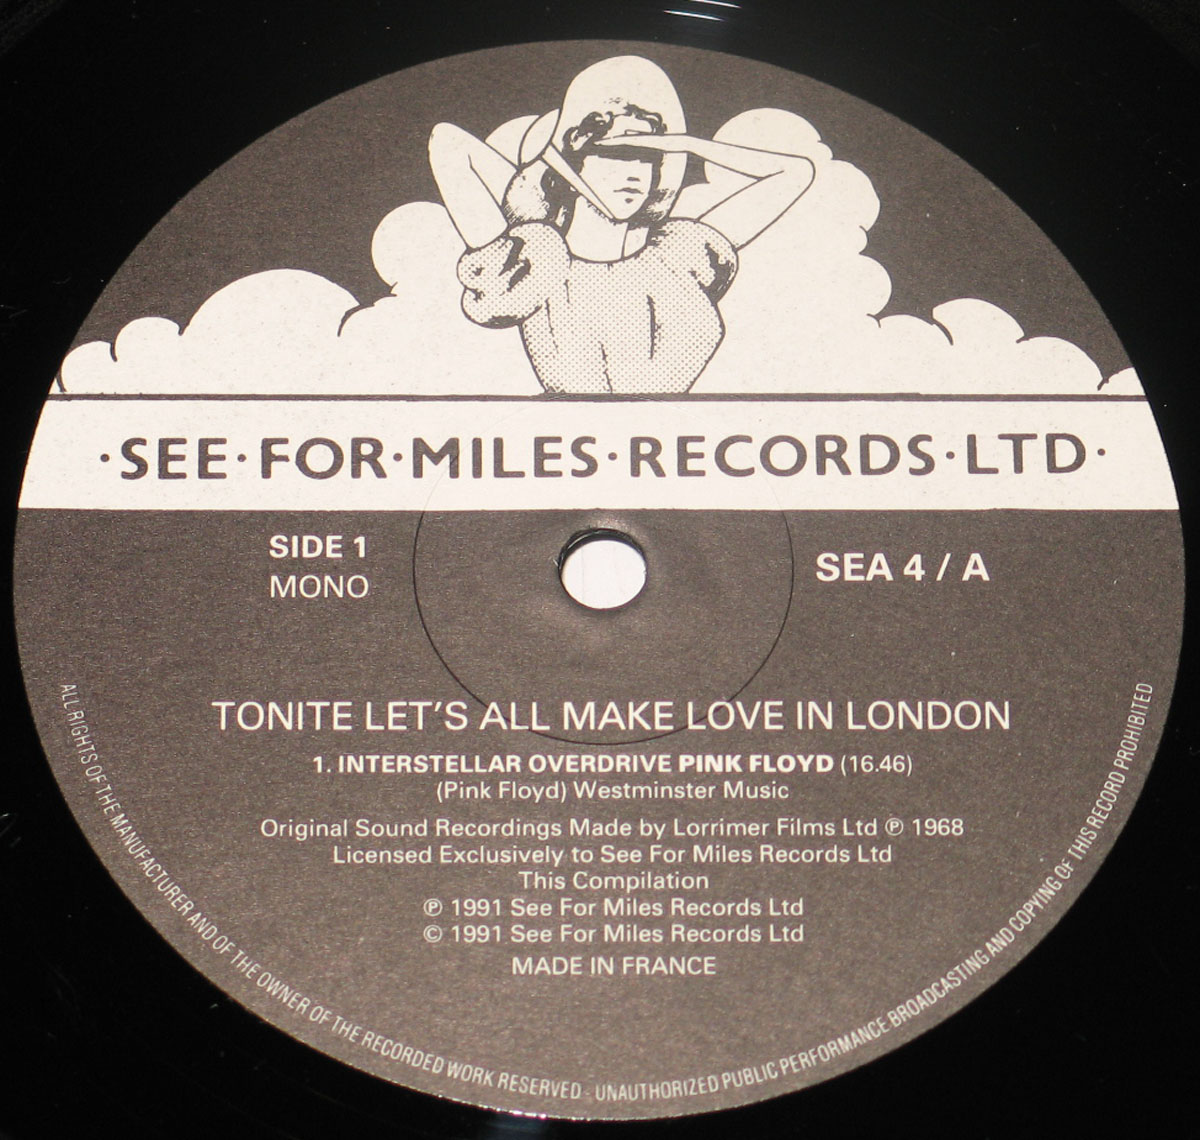 ·SEE·FOR·MILES·RECORDS·LTD·
SIDE 1
MONO
SEA 4 / A
TONITE LET'S ALL MAKE LOVE IN LONDON
1. INTERSTELLAR OVERDRIVE PINK FLOYD (16.46)
(Pink Floyd) Westminster Music
Original Sound Recordings Made by Lorrimer Films Ltd ℗ 1968
Licensed Exclusively to See For Miles Records Ltd
This Compilation
℗ 1991 See For Miles Records Ltd
© 1991 See For Miles Records Ltd
MADE IN FRANCE
ALL RIGHTS OF THE MANUFACTURER AND OF THE OWNER OF THE RECORDED WORK RESERVED - UNAUTHORIZED PUBLIC PERFORMANCE BROADCASTING AND COPYING OF THIS RECORD PROHIBITED